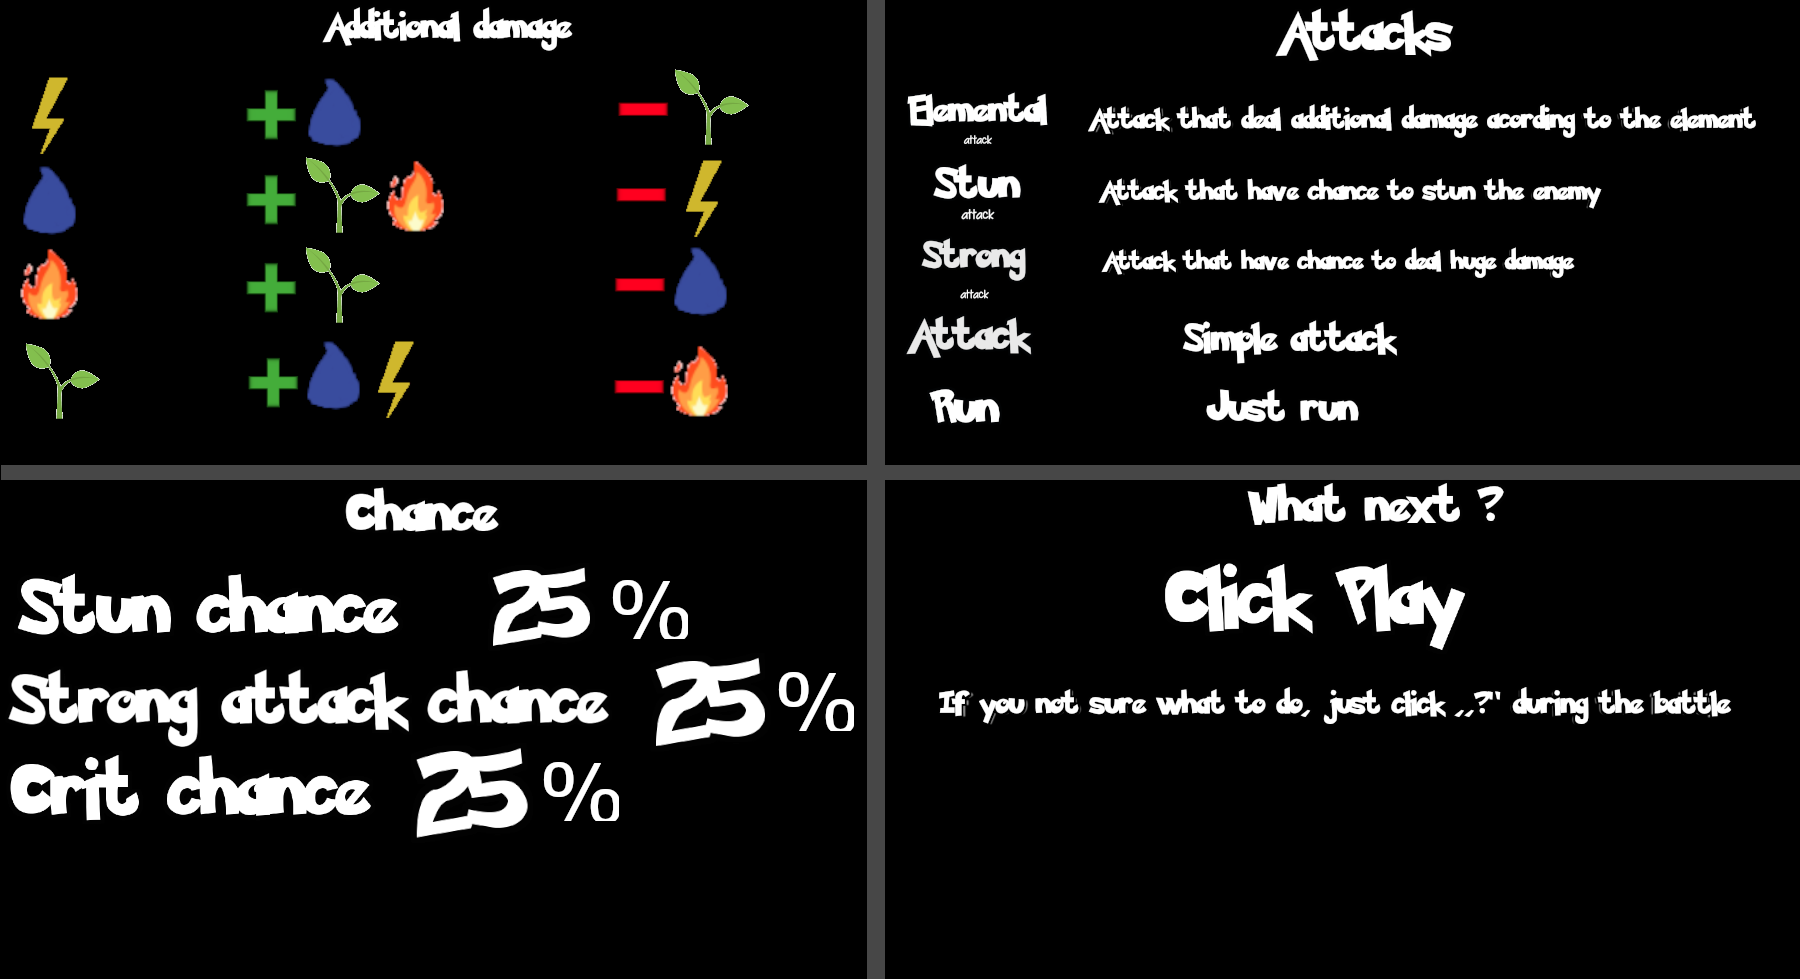 Additional damage
Attacks
Elemental
attack
Attack that deal additional damage acording to the element
Stun
attack
Attack that have chance to stun the enemy
Strong
attack
Attack that have chance to deal huge damage
Attack
Simple attack
Run
Just run
Chance
Stun chance 25 %
Strong attack chance 25 %
Crit chance 25 %
What next ?
Click Play
If you not sure what to do, just click ,,?" during the battle